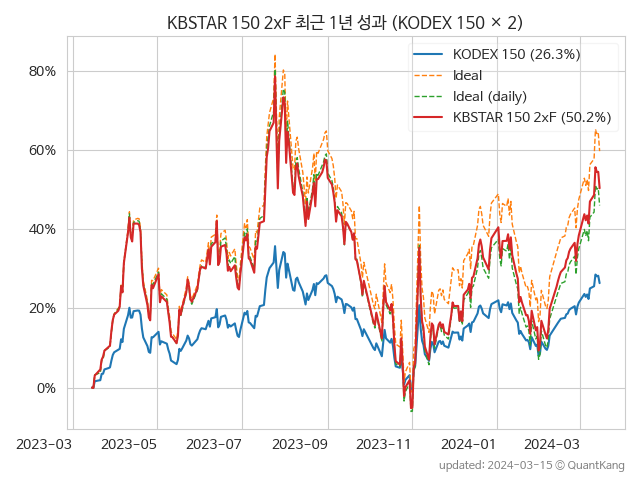 KBSTAR 150 2xF 최근 1년 성과 (KODEX 150 × 2)
KODEX 150 (26.3%)
Ideal
Ideal (daily)
KBSTAR 150 2xF (50.2%)
80%
60%
40%
20%
0%
2023-03 2023-05 2023-07 2023-09 2023-11 2024-01 2024-03
updated: 2024-03-15 ⓒ QuantKang